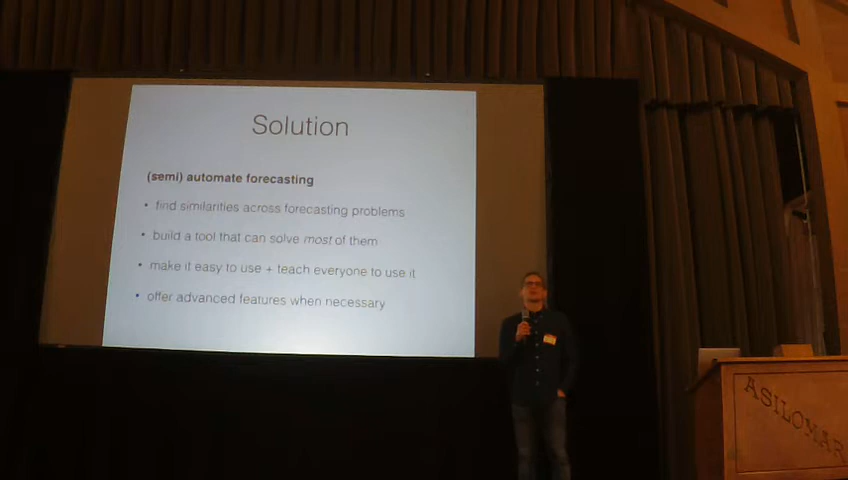 Solution
(semi) automate forecasting
• find similarities across forecasting problems
• build a tool that can solve most of them
• make it easy to use + teach everyone to use it
• offer advanced features when necessary
ASILOMAR